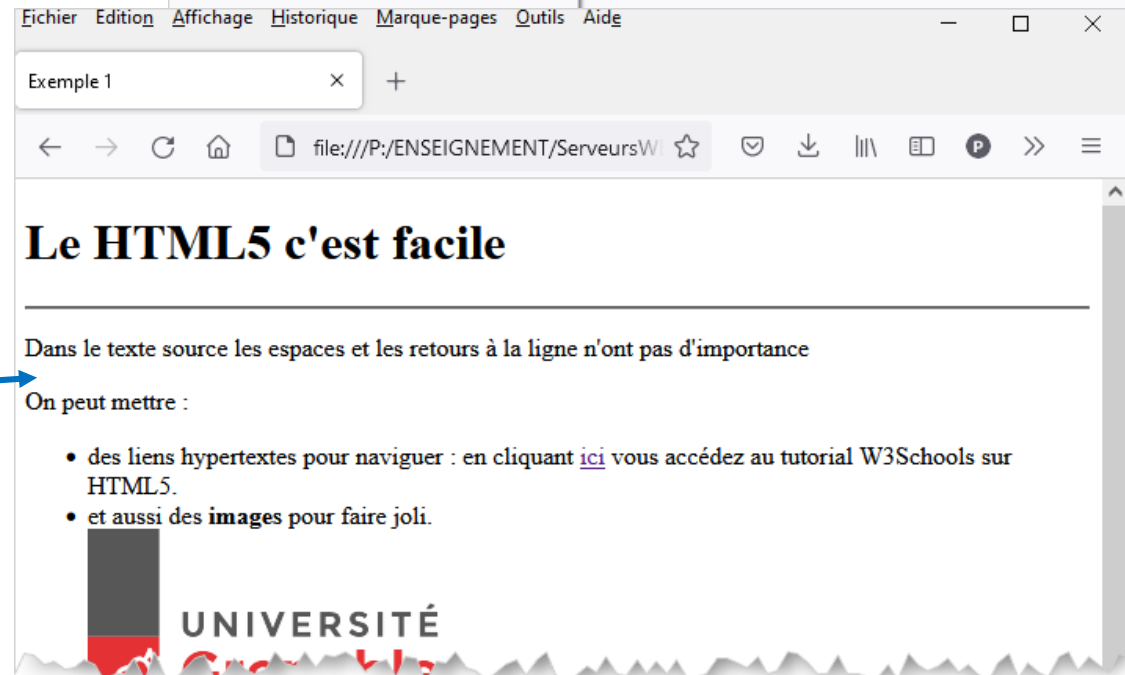 Fichier Edition Affichage Historique Marque-pages Outils Aide
Exemple 1
file:///P:/ENSEIGNEMENT/ServeursW
P
Le HTML5 c'est facile
Dans le texte source les espaces et les retours à la ligne n'ont pas d'importance
On peut mettre :
• des liens hypertextes pour naviguer : en cliquant ici vous accédez au tutorial W3Schools sur
HTML5.
• et aussi des images pour faire joli.
UNIVERSITÉ